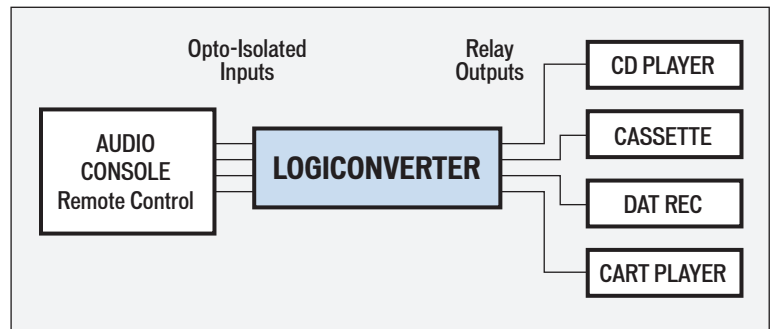 Opto-Isolated
Inputs
Relay
Outputs
AUDIO
CONSOLE
Remote Control
LOGICONVERTER
CD PLAYER
CASSETTE
DAT REC
CART PLAYER